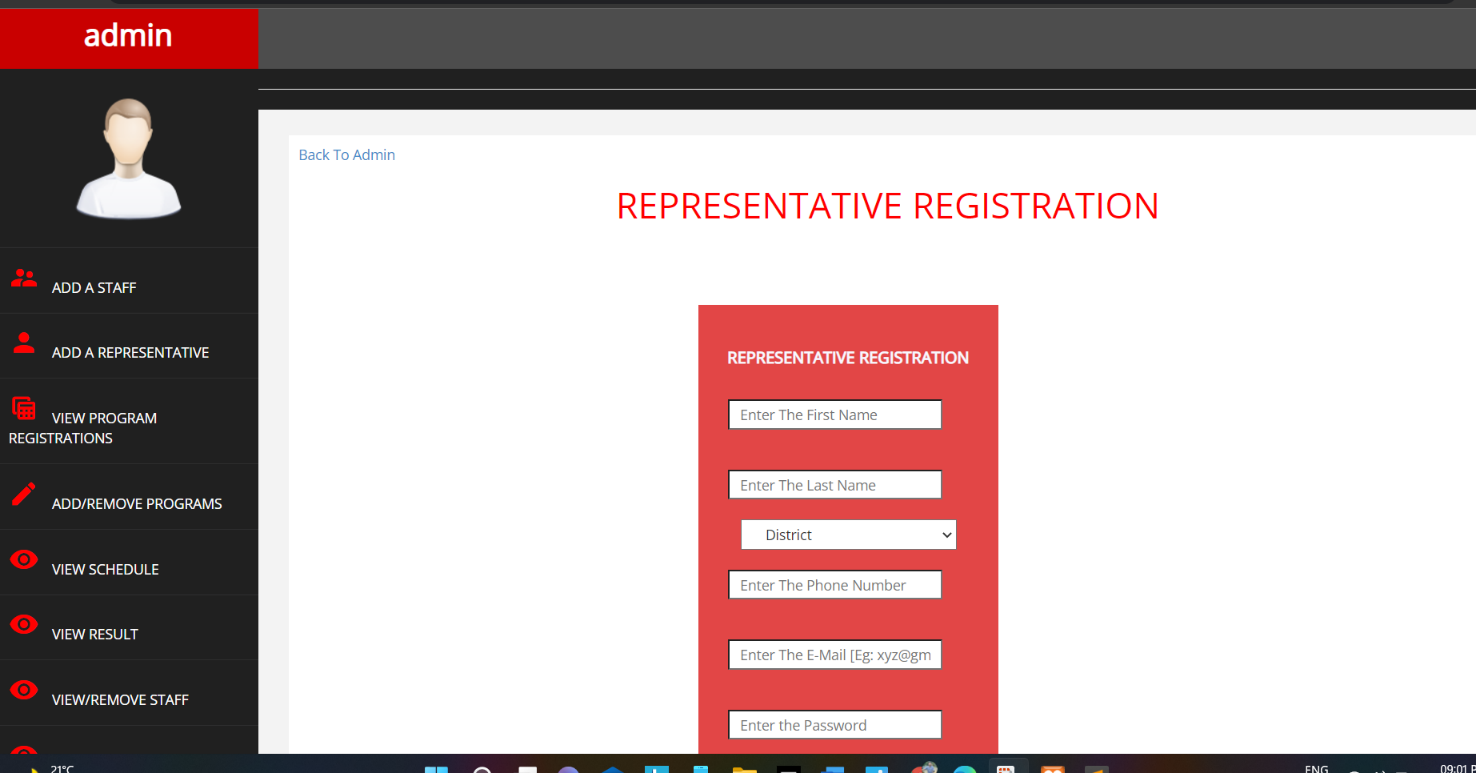 admin
Back To Admin
REPRESENTATIVE REGISTRATION
ADD A STAFF
ADD A REPRESENTATIVE
VIEW PROGRAM
REGISTRATIONS
ADD/REMOVE PROGRAMS
VIEW SCHEDULE
VIEW RESULT
VIEW/REMOVE STAFF
REPRESENTATIVE REGISTRATION
Enter The First Name
Enter The Last Name
District
Enter The Phone Number
Enter The E-Mail [Eg: xyz@gm
Enter the Password
21°C
ENG
09:01 P